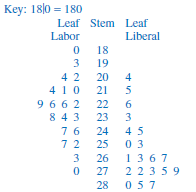 Key: 18|0 = 180
Leaf Stem Leaf
Labor Liberal
0 18
3 19
4 2 20 4
4 1 0 21 5
9 6 6 2 22 6
8 4 3 23 3
7 6 24 4 5
7 2 25 0 3
3 26 1 3 6 7
0 27 2 2 3 5 9
28 0 5 7